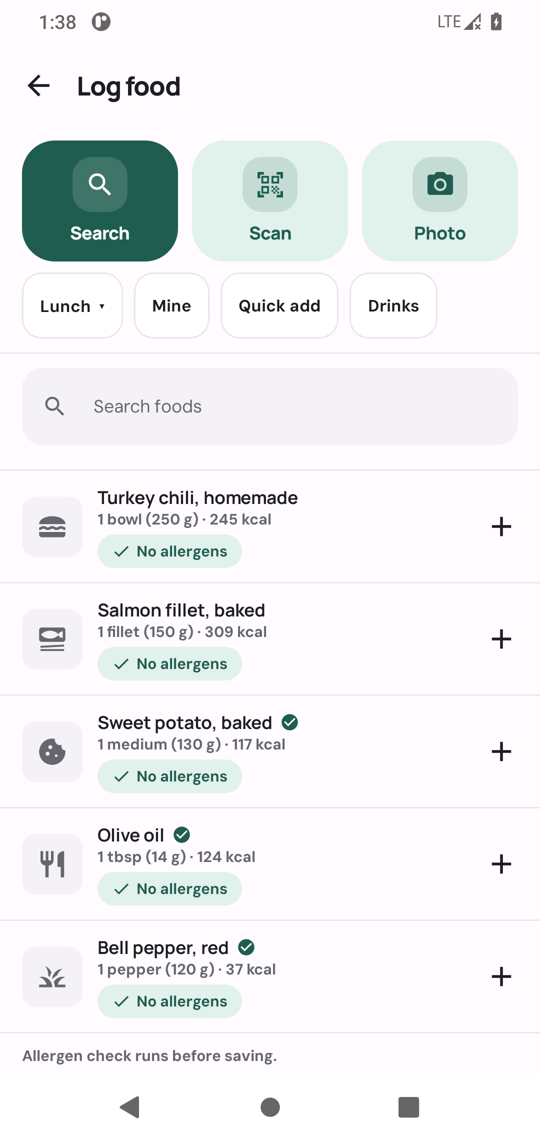 1:38
LTE
Log food
Search
Scan
Photo
Lunch
Mine
Quick add
Drinks
Search foods
Turkey chili, homemade
1 bowl (250 g) · 245 kcal
No allergens
Salmon fillet, baked
1 fillet (150 g) · 309 kcal
No allergens
Sweet potato, baked
1 medium (130 g) · 117 kcal
No allergens
Olive oil
1 tbsp (14 g) · 124 kcal
No allergens
Bell pepper, red
1 pepper (120 g) · 37 kcal
No allergens
Allergen check runs before saving.